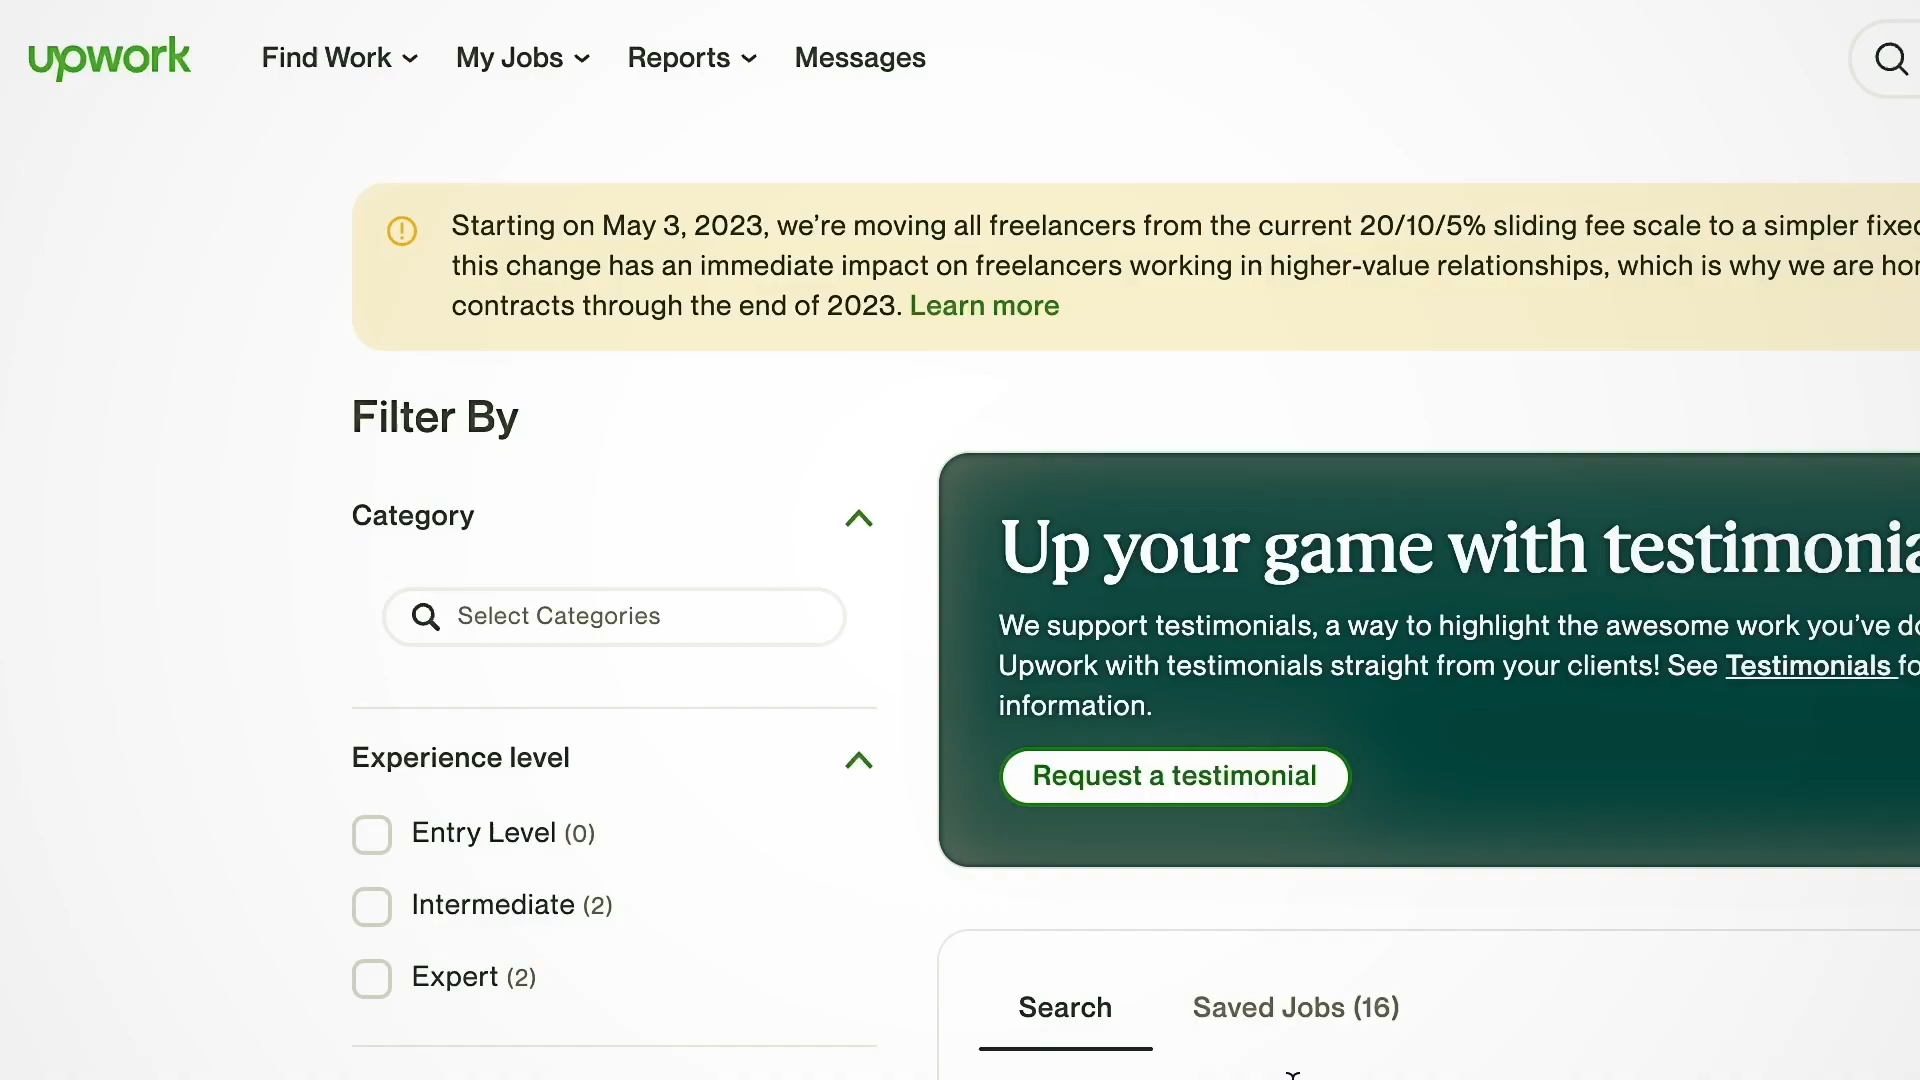 upwork
Find Work
My Jobs
Reports
Messages
Starting on May 3, 2023, we're moving all freelancers from the current 20/10/5% sliding fee scale to a simpler
this change has an immediate impact on freelancers working in higher-value relationships, which is why we are
contracts through the end of 2023. Learn more
Filter By
Category
Select Categories
Experience level
Entry Level (0)
Intermediate (2)
Expert (2)
Up your game with
We support testimonials, a way to highlight the awesome work you've
Upwork with testimonials straight from your clients! See Testimonials
information.
Request a testimonial
Search
Saved Jobs (16)